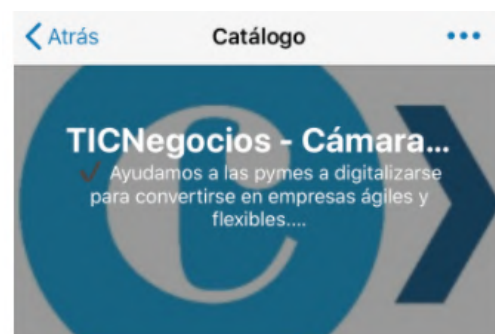 Atrás
Catálogo
TICNegocios - Cámara...
✔ Ayudamos a las pymes a digitalizarse
para convertirse en empresas ágiles y
flexibles....